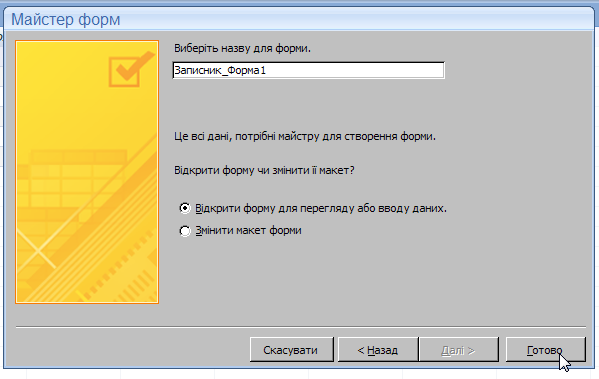 Майстер форм
Виберіть назву для форми.
Записник_Форма1
Це всі дані, потрібні майстру для створення форми.
Відкрити форму чи змінити її макет?
Відкрити форму для перегляду або вводу даних.
Змінити макет форми
Скасувати
< Назад
Далі >
Готово